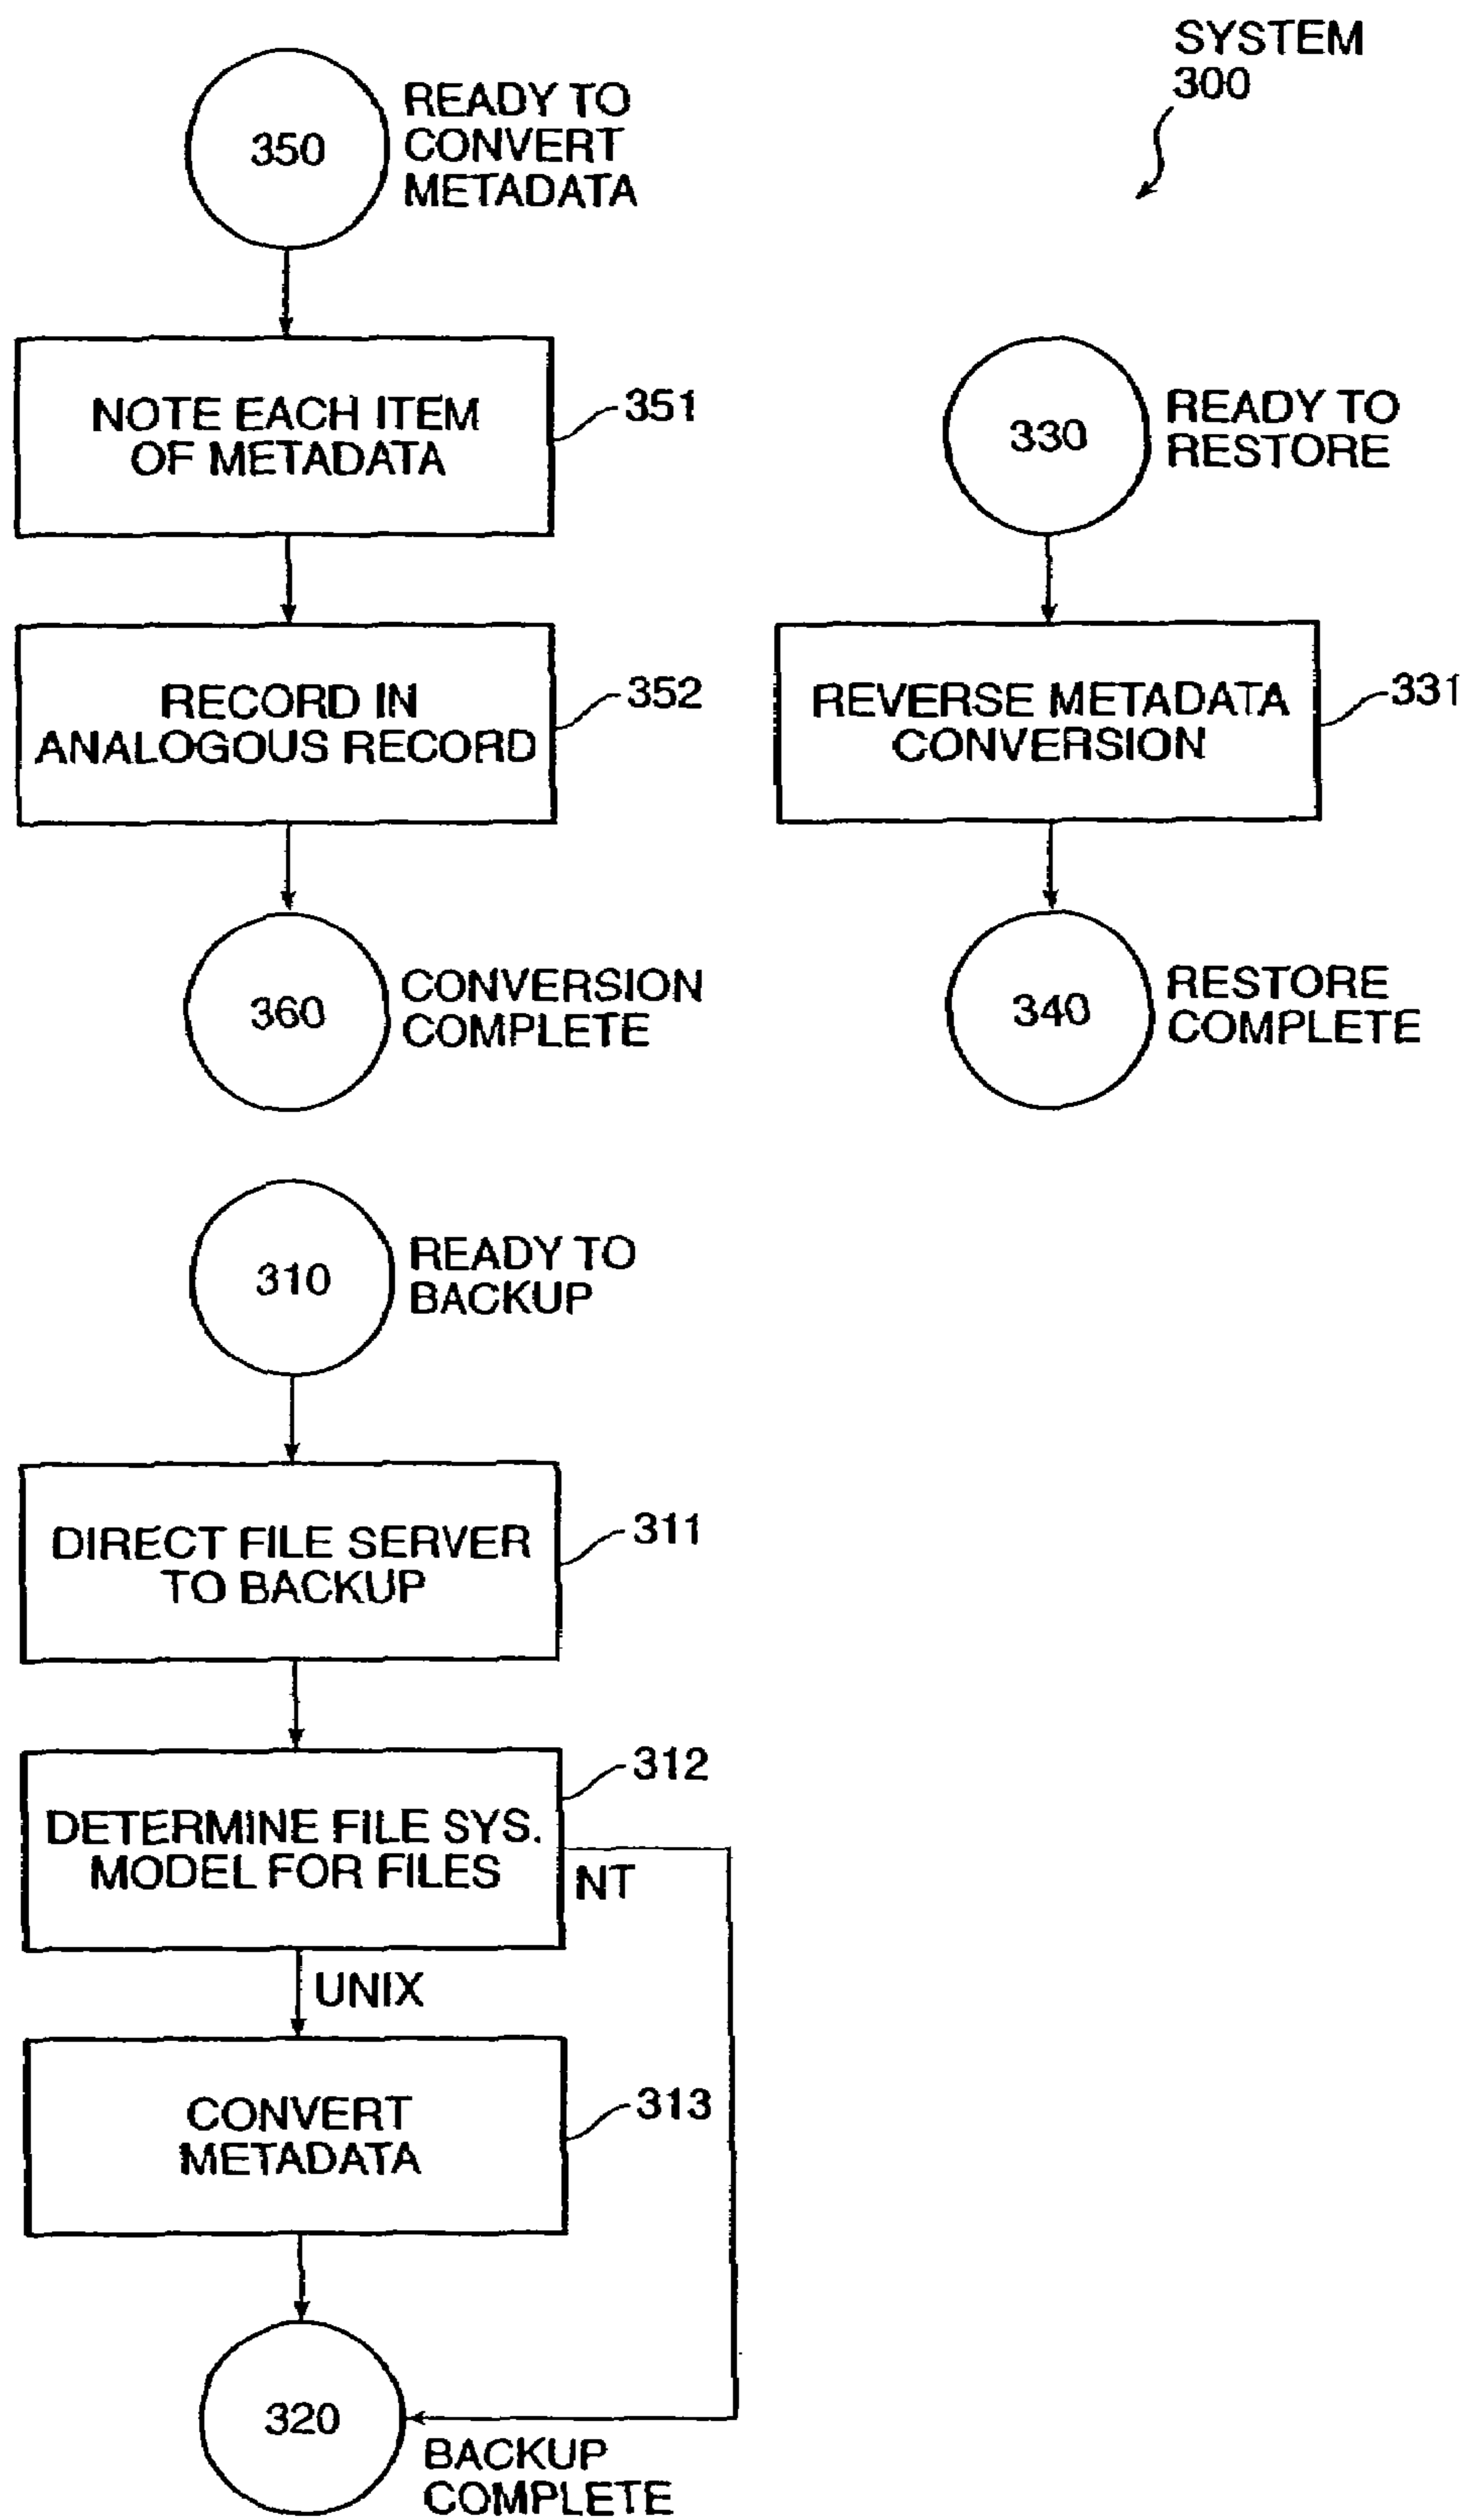 SYSTEM
300
350
READY TO
CONVERT
METADATA
NOTE EACH ITEM
OF METADATA
351
RECORD IN
ANALOGOUS RECORD
352
360
CONVERSION
COMPLETE
330
READY TO
RESTORE
REVERSE METADATA
CONVERSION
331
340
RESTORE
COMPLETE
310
READY TO
BACKUP
DIRECT FILE SERVER
TO BACKUP
311
DETERMINE FILE SYS.
MODEL FOR FILES
312
NT
UNIX
CONVERT
METADATA
313
320
BACKUP
COMPLETE